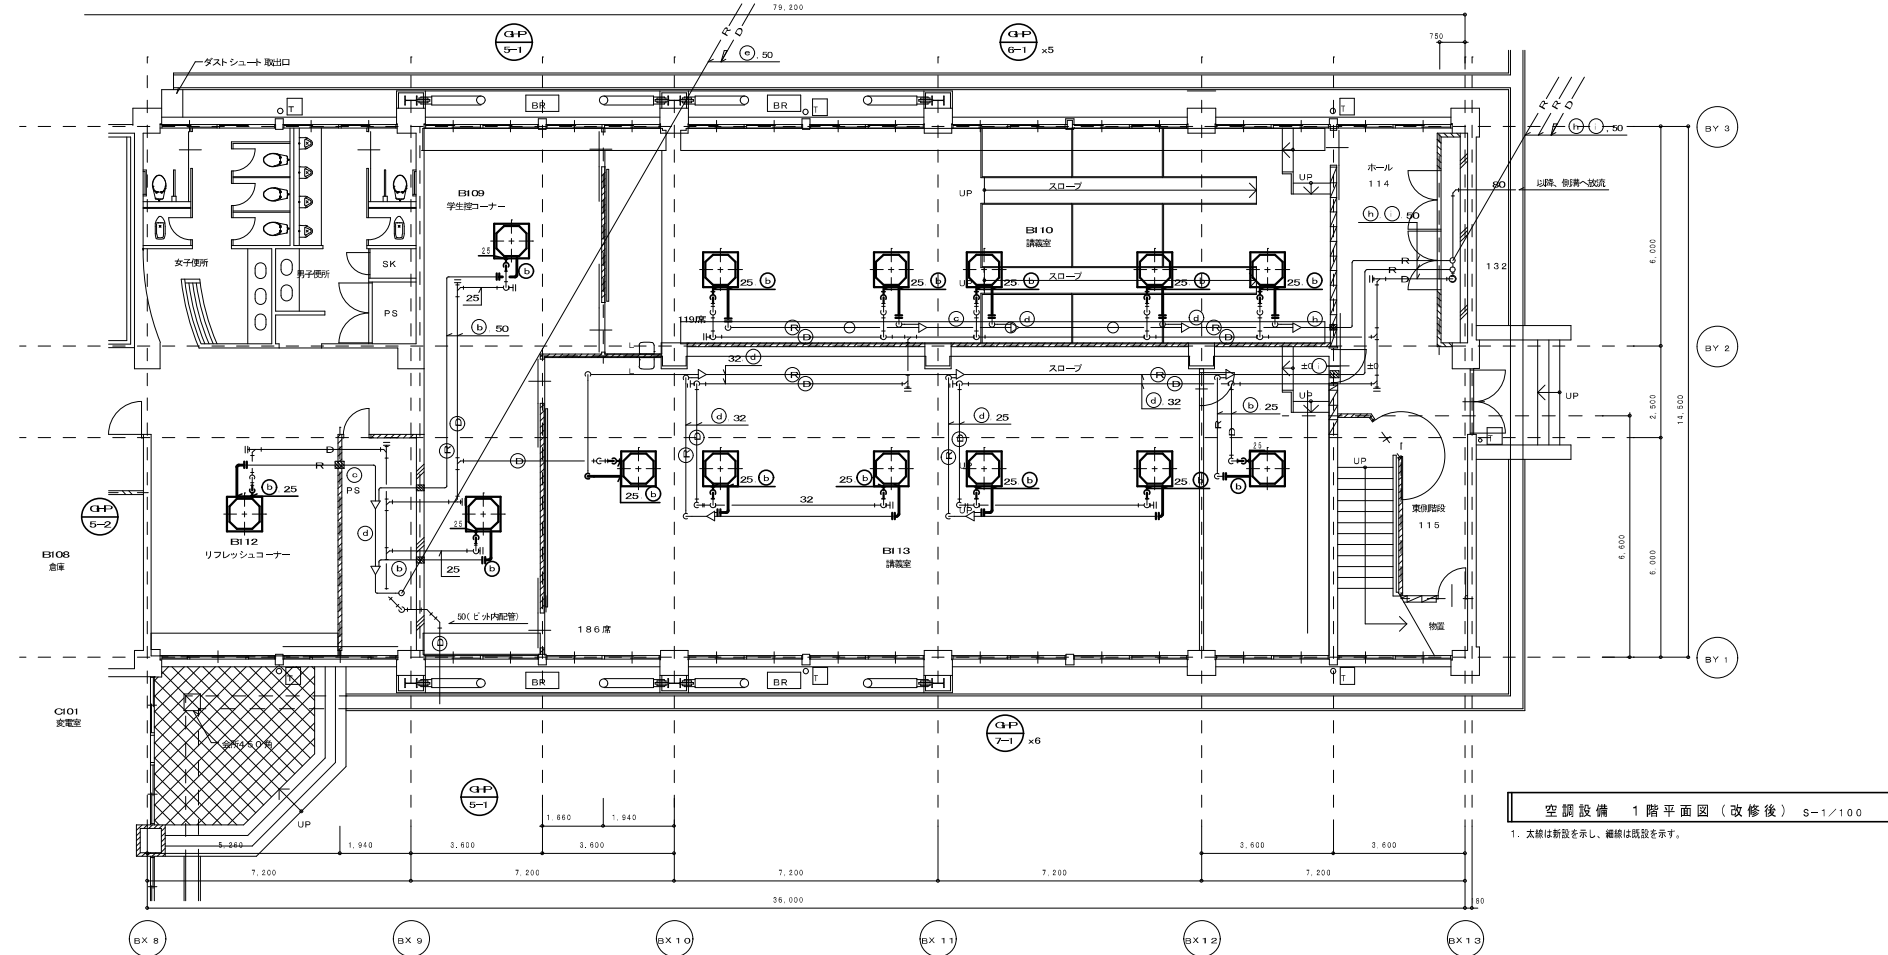 79,200
GHP
5-1
GHP
6-1 ×5
R
D
e .50
750
ダストシュート取出口
BR
T
BR
T
T
T
R
R
D
h i .50
BY 3
B109
学生控コーナー
UP
スロープ
UP
ホール
114
80
以降、側溝へ放流
h i .50
B110
講義室
女子便所
男子便所
SK
PS
25
b
25
b 50
25 b
25 b
スロープ
25 b
25 b
25 b
R
D
132
6,000
119席
R
D
c
d
d
R
D
h
BY 2
32 d
R
D
スロープ
R
D
±0
i
±0
UP
UP
d .32
d .25
d .32
b .25
2,500
14,600
T
D
R
b 25
c
PS
D
R
D
25 b
25 b
25 b
UP
25 b
25 b
R
D
25
b
UP
GHP
5-2
B108
倉庫
B112
リフレッシュコーナー
d
25
b
25
b
32
B113
講義室
東側階段
115
6,600
6,000
50(ピット内配管)
D
186席
物置
BY 1
T
BR
BR
T
T
C101
変電室
会所450角
UP
GHP
7-1 ×6
GHP
5-1
空調設備 1階平面図(改修後) S-1/100
1. 太線は新設を示し、細線は既設を示す。
1,660
1,940
5,260
1,940
3,600
3,600
3,600
3,600
7,200
7,200
7,200
7,200
7,200
36,000
80
BX 8
BX 9
BX 10
BX 11
BX 12
BX 13